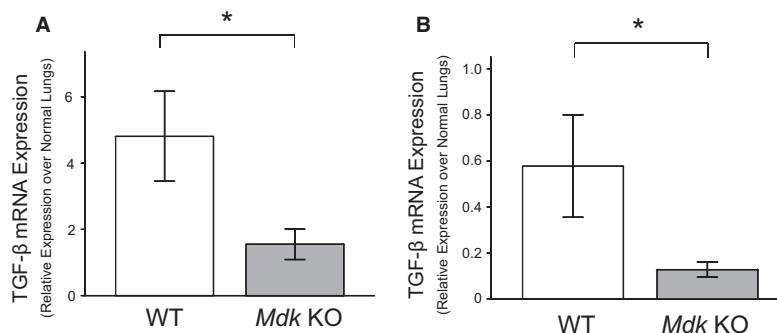 A
*
TGF-β mRNA Expression
(Relative Expression over Normal Lungs)
6
4
2
0
WT
Mdk KO
B
*
TGF-β mRNA Expression
(Relative Expression over Normal Lungs)
1.0
0.8
0.6
0.4
0.2
0
WT
Mdk KO